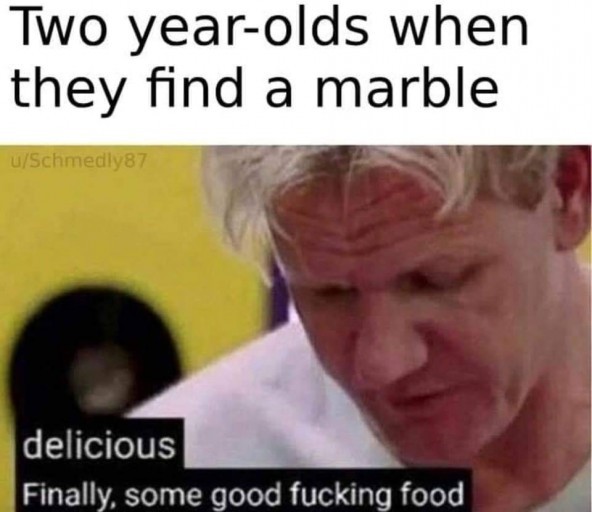 Two year-olds when
they find a marble
u/Schmedly87
delicious
Finally, some good fucking food